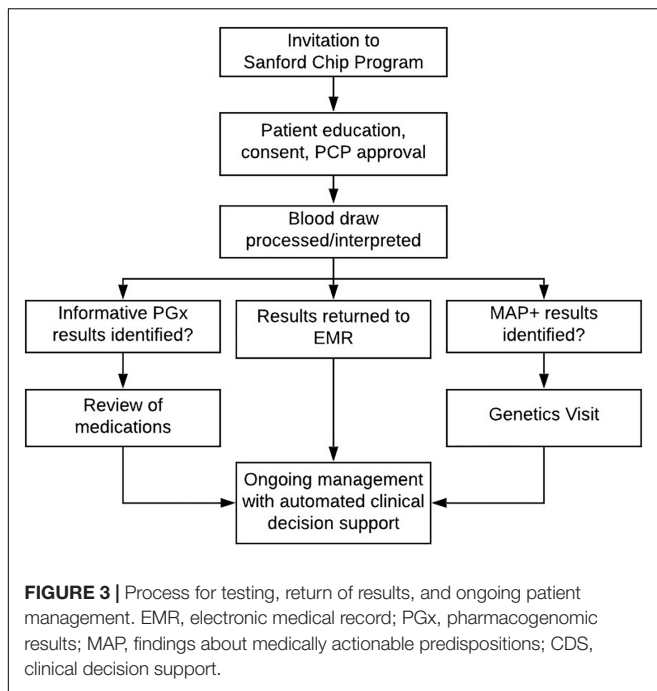 Invitation to
Sanford Chip Program
Patient education,
consent, PCP approval
Blood draw
processed/interpreted
Informative PGx
results identified?
Results returned to
EMR
MAP+ results
identified?
Review of
medications
Genetics Visit
Ongoing management
with automated clinical
decision support
FIGURE 3 | Process for testing, return of results, and ongoing patient
management. EMR, electronic medical record; PGx, pharmacogenomic
results; MAP, findings about medically actionable predispositions; CDS,
clinical decision support.